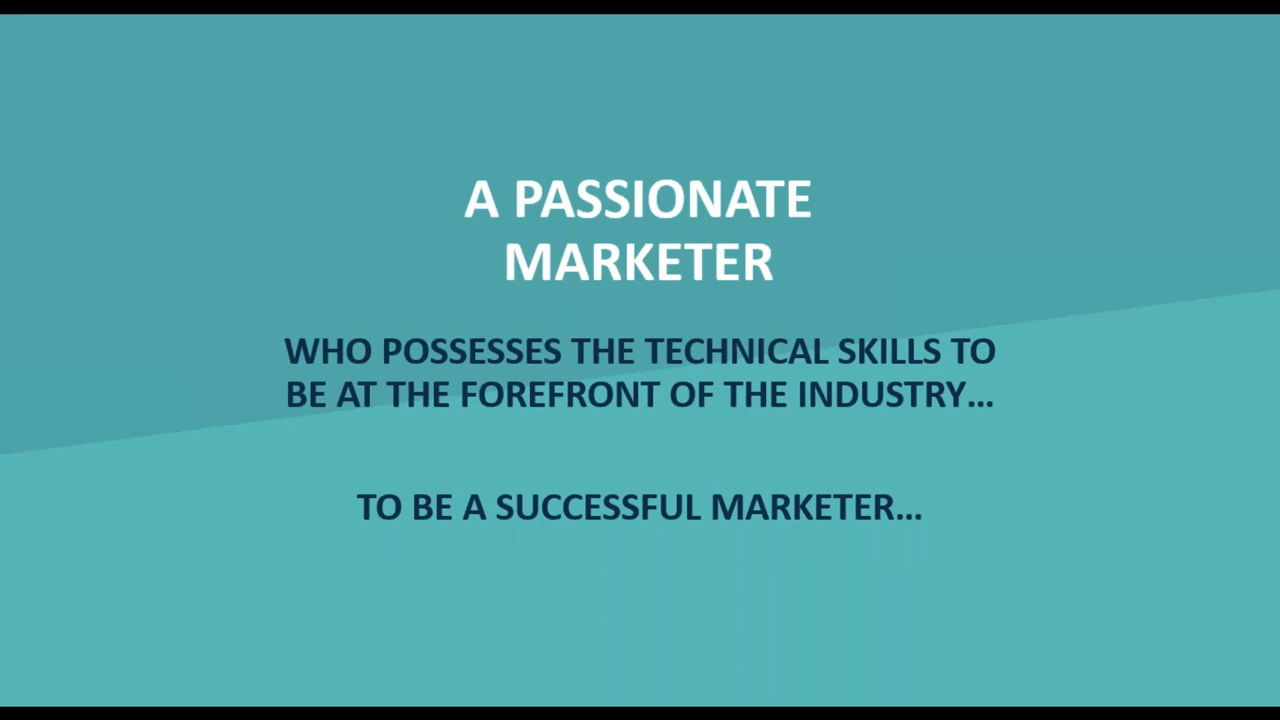 A PASSIONATE
MARKETER
WHO POSSESSES THE TECHNICAL SKILLS TO
BE AT THE FOREFRONT OF THE INDUSTRY…
TO BE A SUCCESSFUL MARKETER…